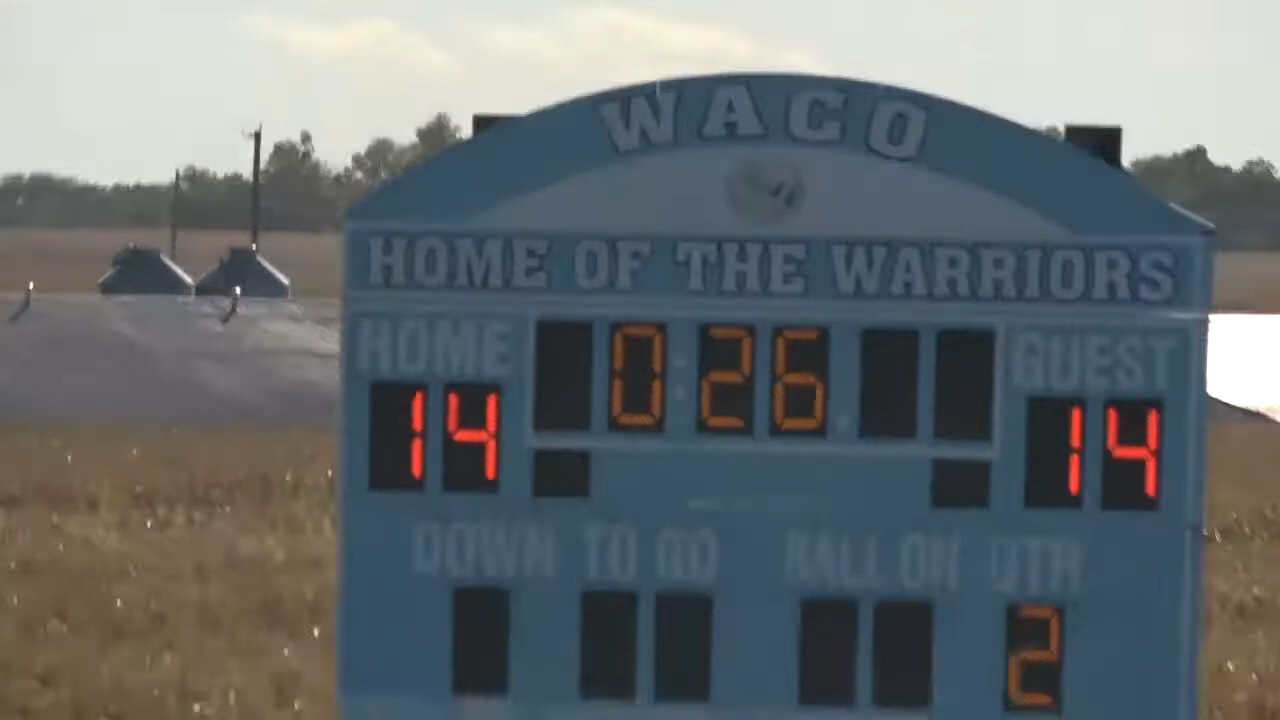 WACO
HOME OF THE WARRIORS
HOME 0:26 GUEST
14 14
DOWN TO GO BALL ON QTR
2